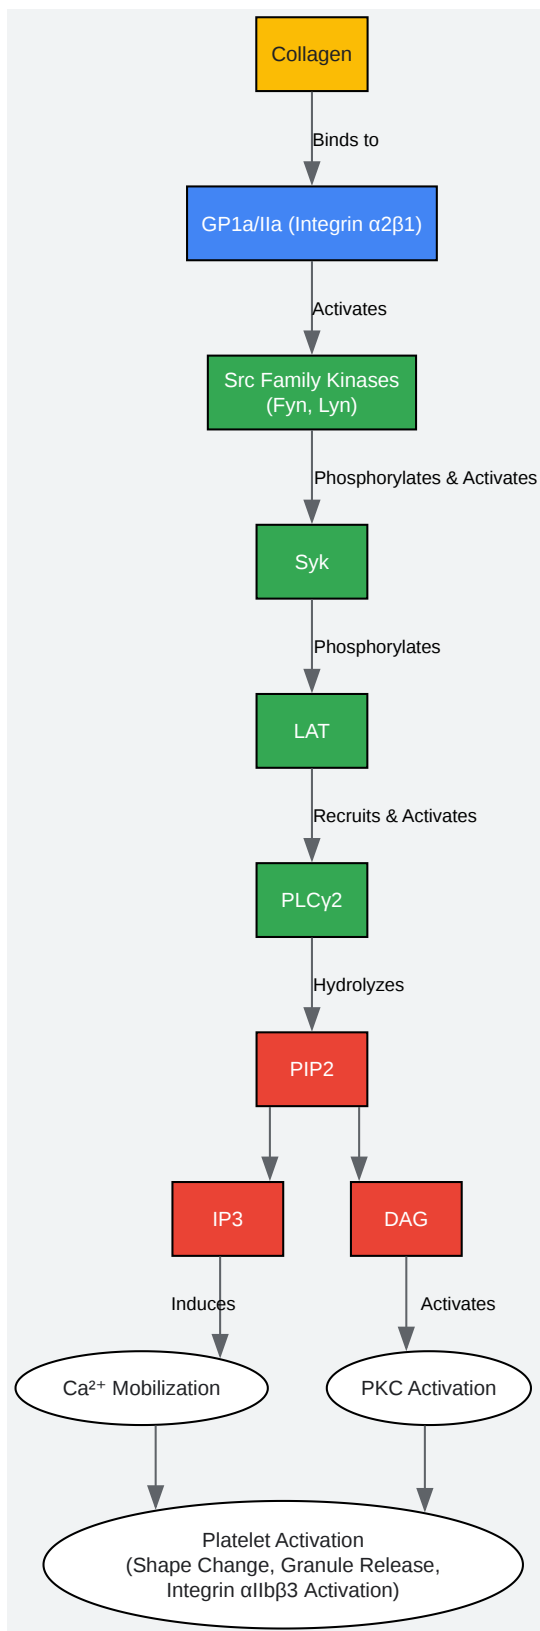 Collagen
Binds to
GP1a/IIa (Integrin α2β1)
Activates
Src Family Kinases
(Fyn, Lyn)
Phosphorylates & Activates
Syk
Phosphorylates
LAT
Recruits & Activates
PLCγ2
Hydrolyzes
PIP2
IP3
DAG
Induces
Activates
Ca²⁺ Mobilization
PKC Activation
Platelet Activation
(Shape Change, Granule Release,
Integrin αIIbβ3 Activation)